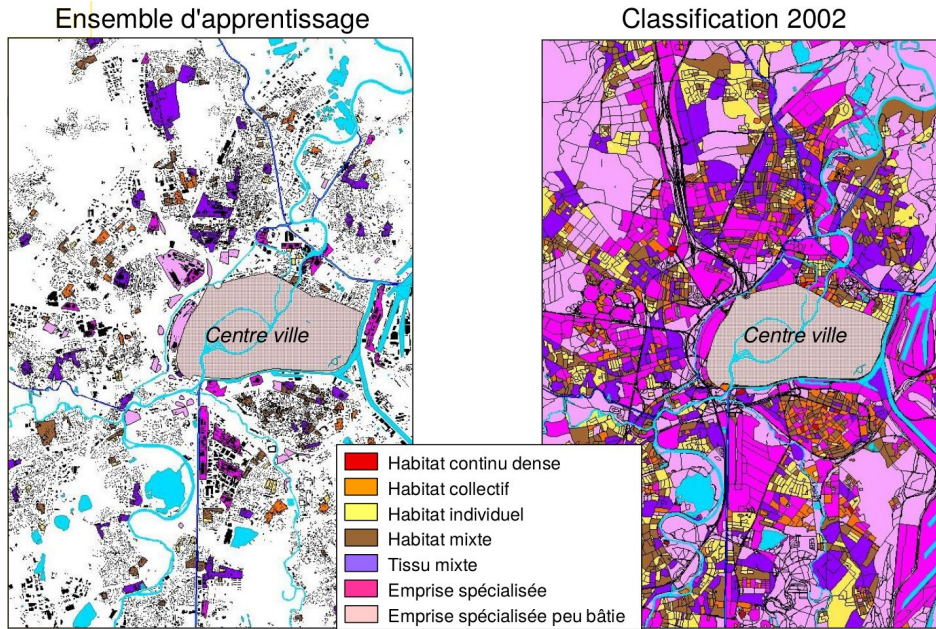 Ensemble d'apprentissage
Classification 2002
Centre ville
Centre ville
Habitat continu dense
Habitat collectif
Habitat individuel
Habitat mixte
Tissu mixte
Emprise spécialisée
Emprise spécialisée peu bâtie